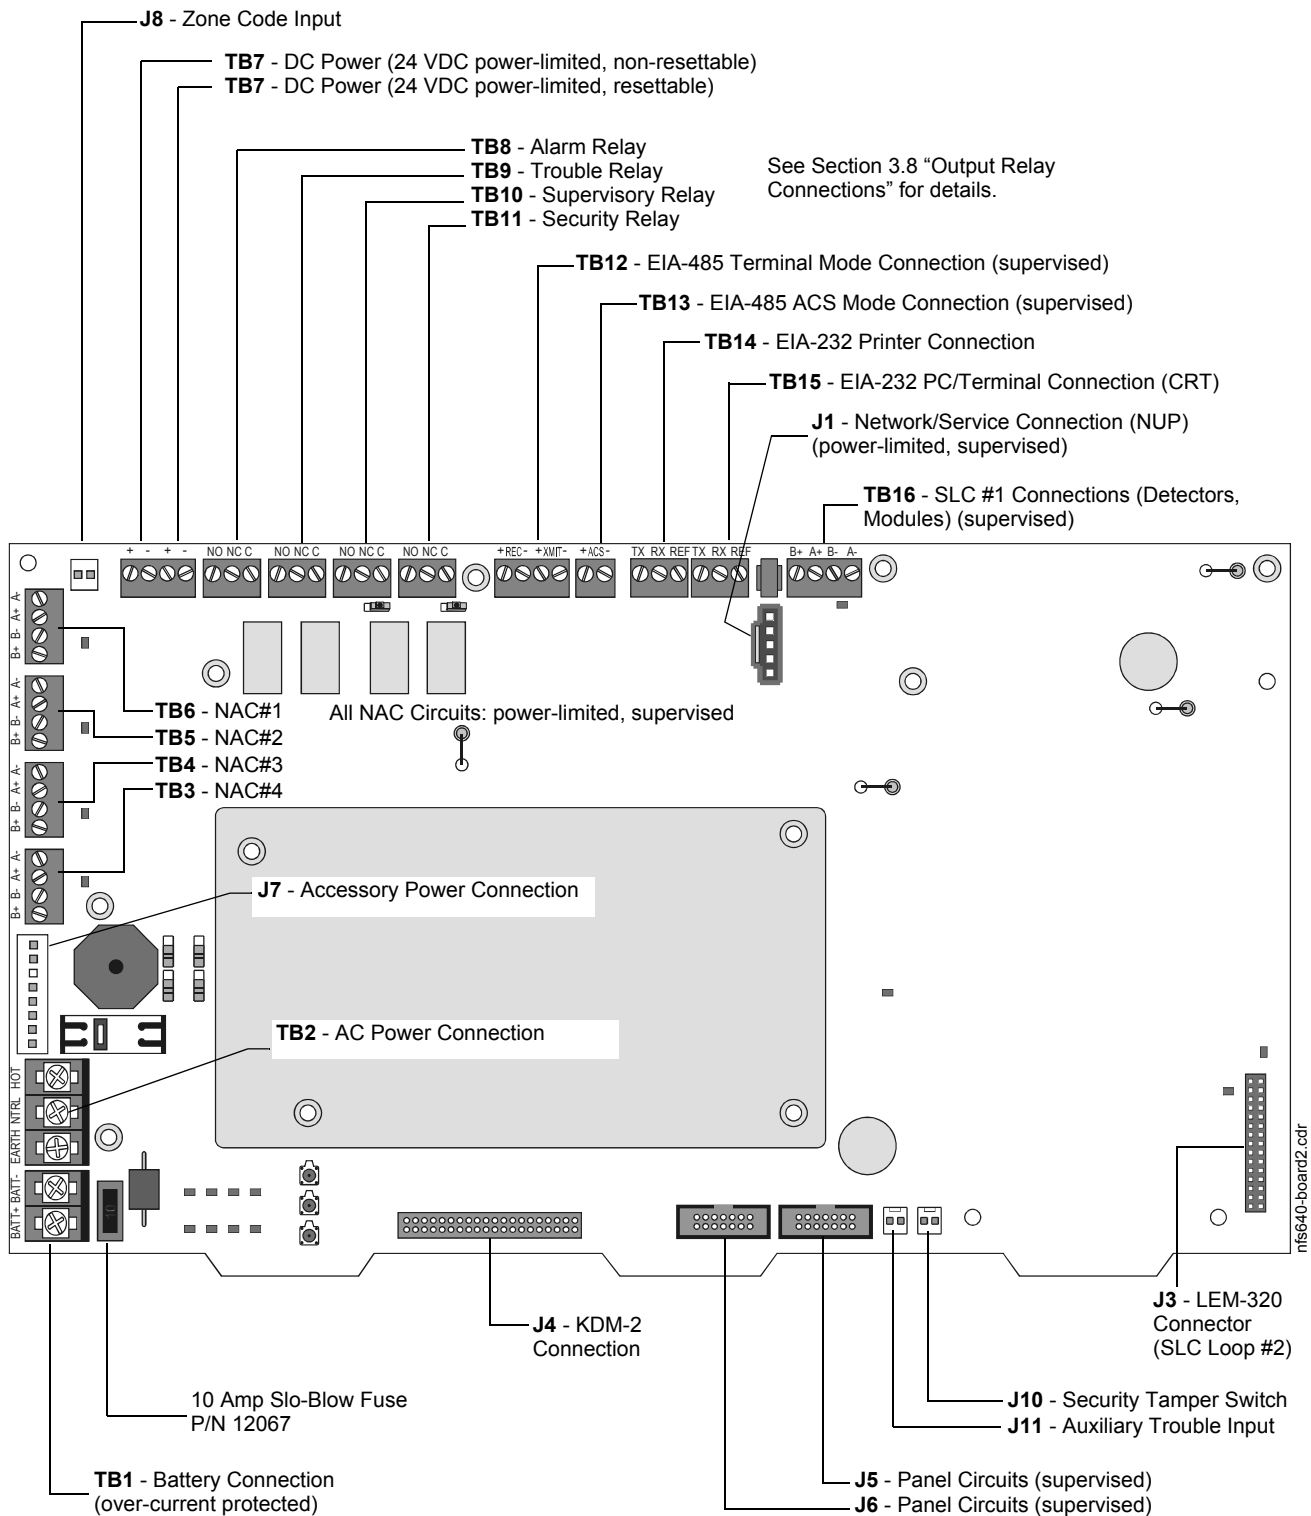 J8 - Zone Code Input
TB7 - DC Power (24 VDC power-limited, non-resettable)
TB7 - DC Power (24 VDC power-limited, resettable)
TB8 - Alarm Relay
TB9 - Trouble Relay
TB10 - Supervisory Relay
TB11 - Security Relay
See Section 3.8 “Output Relay
Connections” for details.
TB12 - EIA-485 Terminal Mode Connection (supervised)
TB13 - EIA-485 ACS Mode Connection (supervised)
TB14 - EIA-232 Printer Connection
TB15 - EIA-232 PC/Terminal Connection (CRT)
J1 - Network/Service Connection (NUP)
(power-limited, supervised)
TB16 - SLC #1 Connections (Detectors,
Modules) (supervised)
+ - + -
NO NC C
NO NC C
NO NC C
NO NC C
+REC- +XMIT-
+ACS-
TX RX REF
TX RX REF
B+ A+ B- A-
B+ B- A+ A-
B+ B- A+ A-
B+ B- A+ A-
B+ B- A+ A-
TB6 - NAC#1
TB5 - NAC#2
TB4 - NAC#3
TB3 - NAC#4
All NAC Circuits: power-limited, supervised
J7 - Accessory Power Connection
TB2 - AC Power Connection
EARTH NTRL HOT
BATT+ BATT-
10
nfs640-board2.cdr
J4 - KDM-2
Connection
J3 - LEM-320
Connector
(SLC Loop #2)
10 Amp Slo-Blow Fuse
P/N 12067
J10 - Security Tamper Switch
J11 - Auxiliary Trouble Input
TB1 - Battery Connection
(over-current protected)
J5 - Panel Circuits (supervised)
J6 - Panel Circuits (supervised)